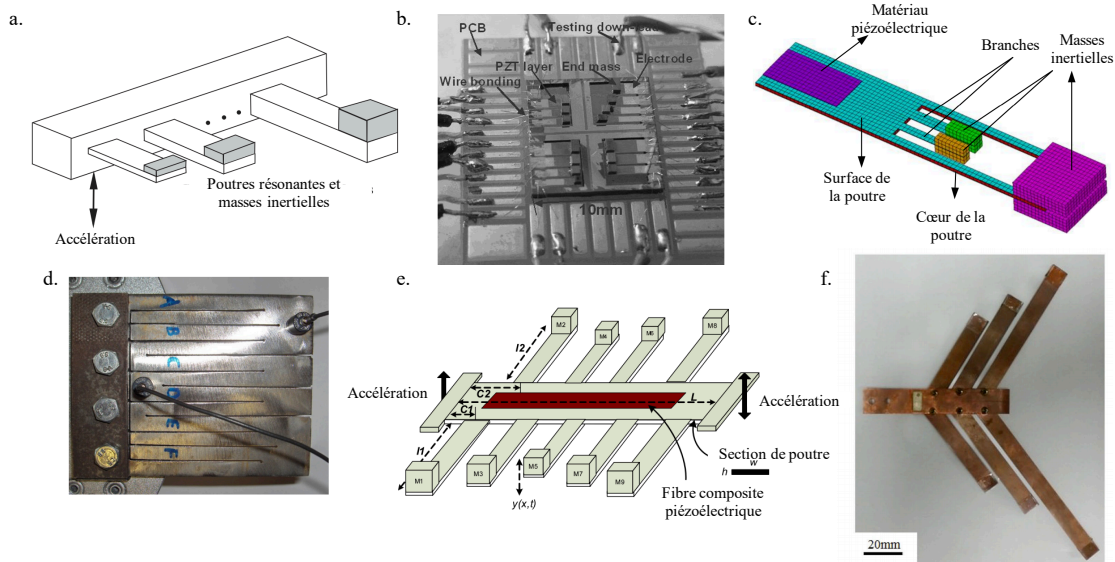 a.
Poutres résonantes et
masses inertielles
Accélération
b.
PCB
Testing down-lead
PZT layer
End mass
Electrode
Wire bonding
10mm
c.
Matériau
piézoélectrique
Branches
Masses
inertielles
Surface de
la poutre
Cœur de la
poutre
d.
A
B
C
D
E
F
e.
M2
M4
M6
M8
l2
Accélération
C2
L
Accélération
C1
l1
Section de poutre
w
h
M1
M3
M5
M7
M9
y(x,t)
Fibre composite
piézoélectrique
f.
20mm